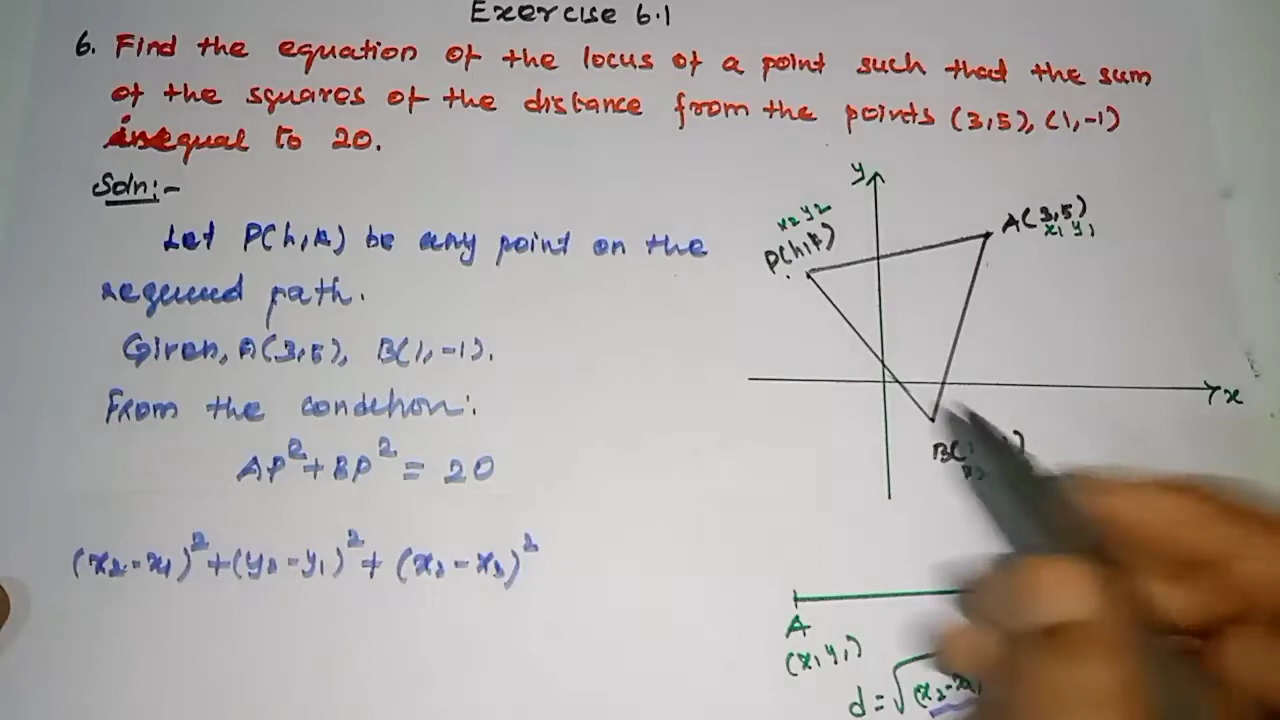 Exercise 6.1
6. Find the equation of the locus of a point such that the sum
of the squares of the distance from the points (3,5), (1,-1)
is equal to 20.
Soln:-
Let P(h,k) be any point on the
required path.
Given, A(3,5), B(1,-1).
From the condition:
AP² + BP² = 20
(x₂-x₁)² + (y₂-y₁)² + (x₂-x₃)²
y
x₂ y₂
P(h,k)
A(3,5)
x₁ y₁
x
B(
A
(x₁ y₁)
d = √(x₂-x₁